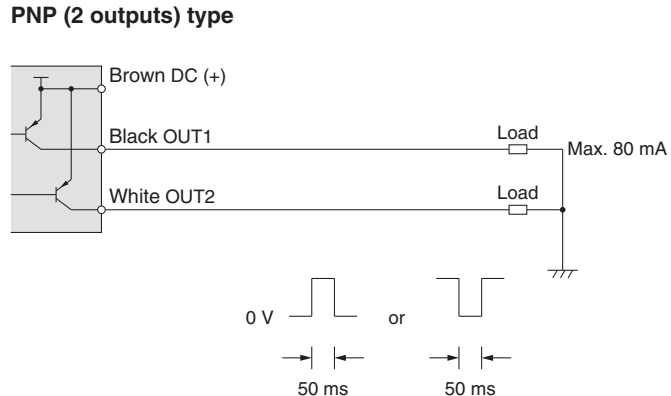 PNP (2 outputs) type
Brown DC (+)
Black OUT1
Load
Max. 80 mA
White OUT2
Load
0 V
or
50 ms
50 ms